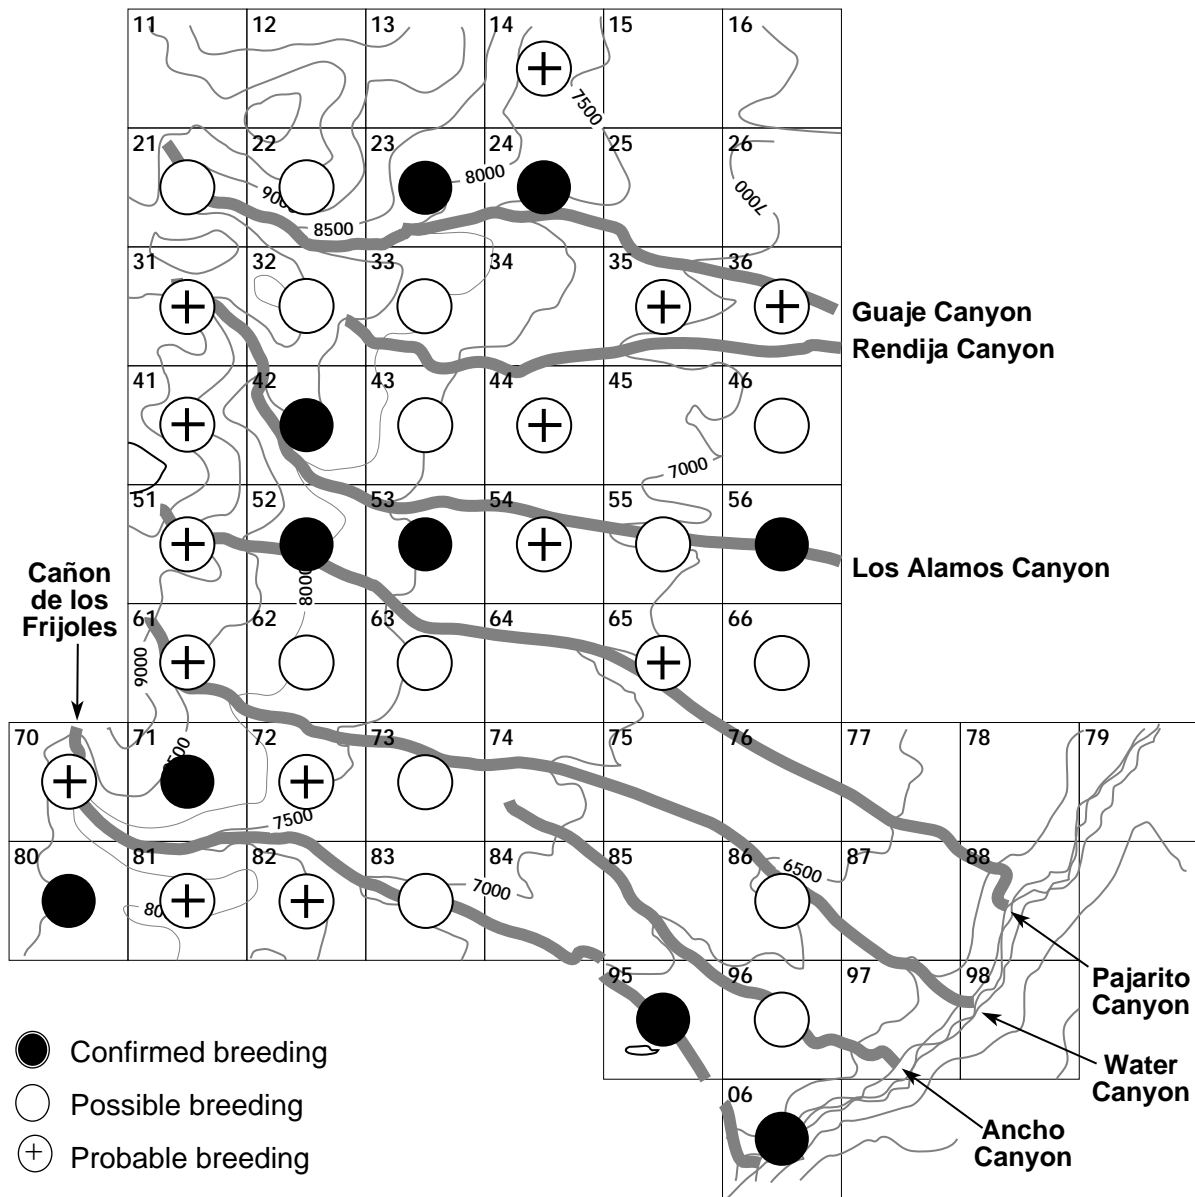 11 12 13 14 15 16
7500
21 22 23 24 25 26
8000
7000
900
8500
31 32 33 34 35 36
Guaje Canyon
Rendija Canyon
41 42 43 44 45 46
7000
51 52 53 54 55 56
Los Alamos Canyon
Cañon
de los
Frijoles
8000
61 62 63 64 65 66
9000
70 71 72 73 74 75 76 77 78 79
500
7500
80 81 82 83 84 85 86 87 88
6500
7000
80
95 96 97 98
Pajarito
Canyon
Water
Canyon
06
Ancho
Canyon
Confirmed breeding
Possible breeding
Probable breeding